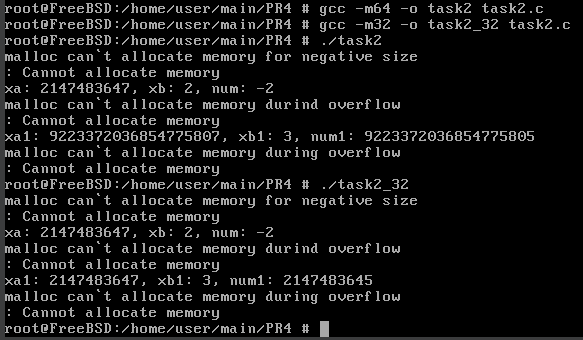 root@FreeBSD:/home/user/main/PR4 # gcc -m64 -o task2 task2.c
root@FreeBSD:/home/user/main/PR4 # gcc -m32 -o task2_32 task2.c
root@FreeBSD:/home/user/main/PR4 # ./task2
malloc can`t allocate memory for negative size
: Cannot allocate memory
xa: 2147483647, xb: 2, num: -2
malloc can`t allocate memory durind overflow
: Cannot allocate memory
xa1: 9223372036854775807, xb1: 3, num1: 9223372036854775805
malloc can`t allocate memory during overflow
: Cannot allocate memory
root@FreeBSD:/home/user/main/PR4 # ./task2_32
malloc can`t allocate memory for negative size
: Cannot allocate memory
xa: 2147483647, xb: 2, num: -2
malloc can`t allocate memory durind overflow
: Cannot allocate memory
xa1: 2147483647, xb1: 3, num1: 2147483645
malloc can`t allocate memory during overflow
: Cannot allocate memory
root@FreeBSD:/home/user/main/PR4 #